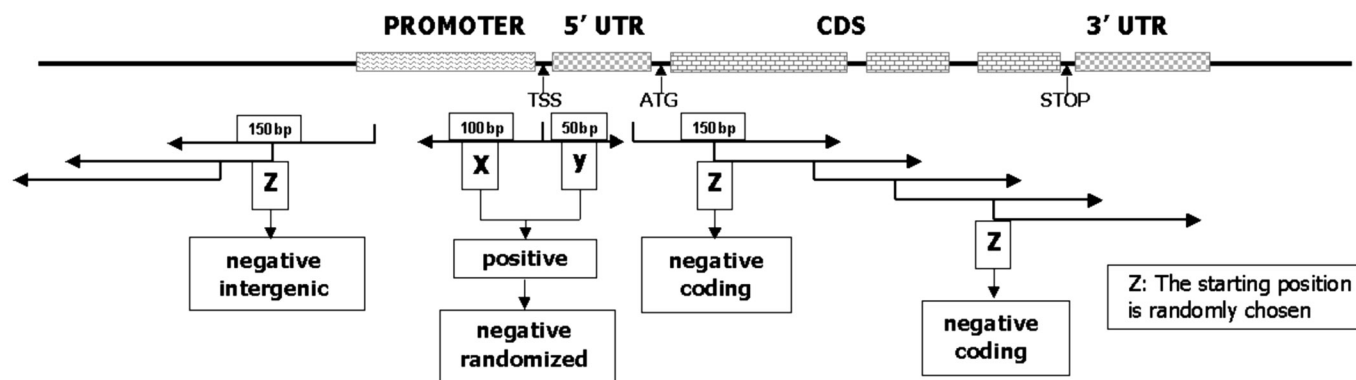 PROMOTER 5’ UTR CDS 3’ UTR
TSS ATG STOP
150bp 100bp 50bp 150bp
X y
Z Z
Z
negative
intergenic
positive
negative
coding
negative
randomized
negative
coding
Z: The starting position
is randomly chosen